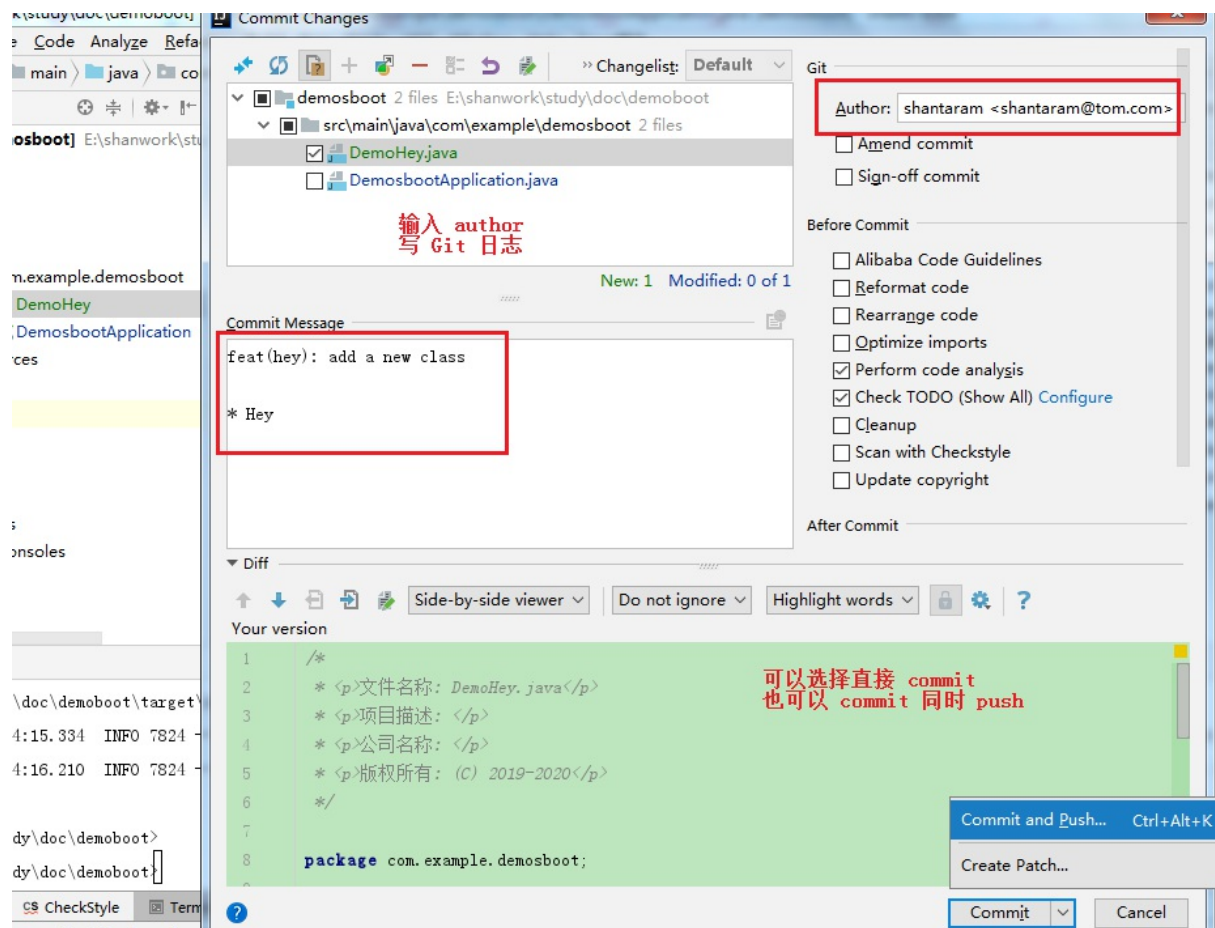 k\study\doc\demoboot]
Commit Changes
e Code Analyze Refa
main java co
Changelist: Default
demosboot 2 files E:\shanwork\study\doc\demoboot
src\main\java\com\example\demosboot 2 files
DemoHey.java
DemosbootApplication.java
输入 author
写 Git 日志
New: 1 Modified: 0 of 1
osboot] E:\shanwork\stu
m.example.demosboot
DemoHey
DemosbootApplication
rces
s
onsoles
Commit Message
feat(hey): add a new class
* Hey
Git
Author: shantaram <shantaram@tom.com>
Amend commit
Sign-off commit
Before Commit
Alibaba Code Guidelines
Reformat code
Rearrange code
Optimize imports
Perform code analysis
Check TODO (Show All) Configure
Cleanup
Scan with Checkstyle
Update copyright
After Commit
Diff
Side-by-side viewer Do not ignore Highlight words ?
Your version
1 /*
2 * <p>文件名称: DemoHey.java</p>
3 * <p>项目描述: </p>
4 * <p>公司名称: </p>
5 * <p>版权所有: (C) 2019-2020</p>
6 */
7
8 package com.example.demosboot;
可以选择直接 commit
也可以 commit 同时 push
\doc\demoboot\target\
4:15.334 INFO 7824 -
4:16.210 INFO 7824 -
dy\doc\demoboot>
dy\doc\demoboot>
CS CheckStyle Term
Commit and Push... Ctrl+Alt+K
Create Patch...
? Commit Cancel